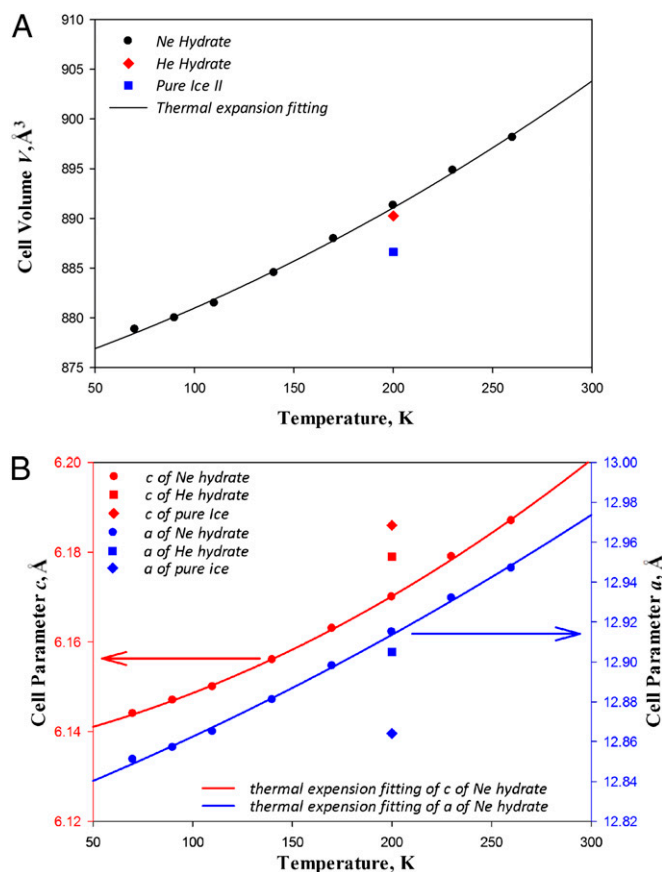 A
Ne Hydrate
He Hydrate
Pure Ice II
Thermal expansion fitting
Cell Volume V, Å³
910
905
900
895
890
885
880
875
50
100
150
200
250
300
Temperature, K
B
c of Ne hydrate
c of He hydrate
c of pure Ice
a of Ne hydrate
a of He hydrate
a of pure ice
Cell Parameter c, Å
6.20
6.18
6.16
6.14
6.12
Cell Parameter a, Å
13.00
12.98
12.96
12.94
12.92
12.90
12.88
12.86
12.84
12.82
thermal expension fitting of c of Ne hydrate
thermal expension fitting of a of Ne hydrate
50
100
150
200
250
300
Temperature, K